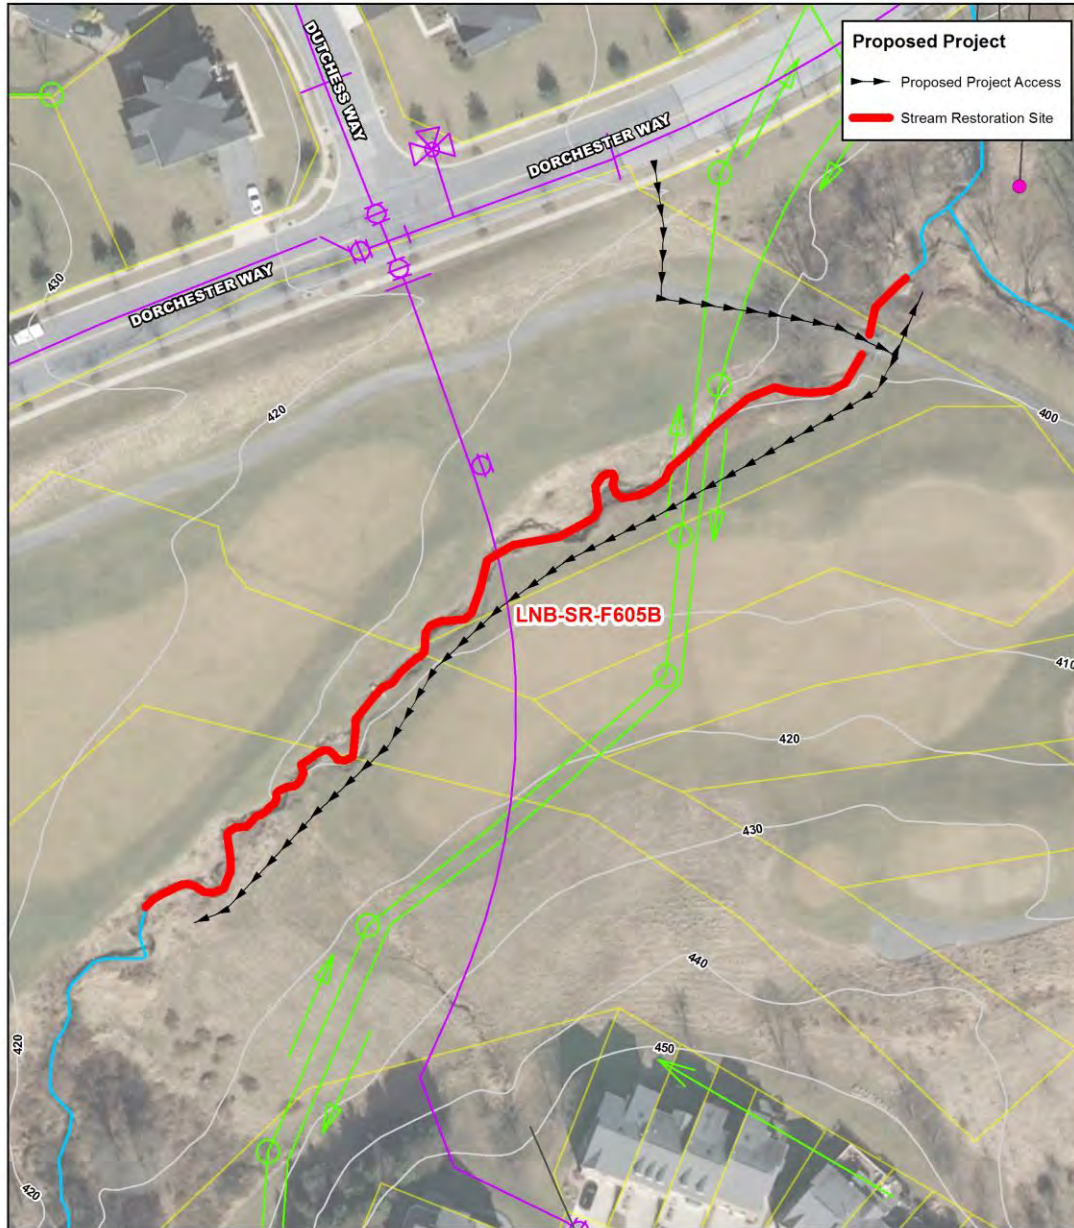 Proposed Project
Proposed Project Access
Stream Restoration Site
DUTCHESS WAY
DORCHESTER WAY
DORCHESTER WAY
430
420
400
LNB-SR-F605B
410
420
430
440
420
450
420